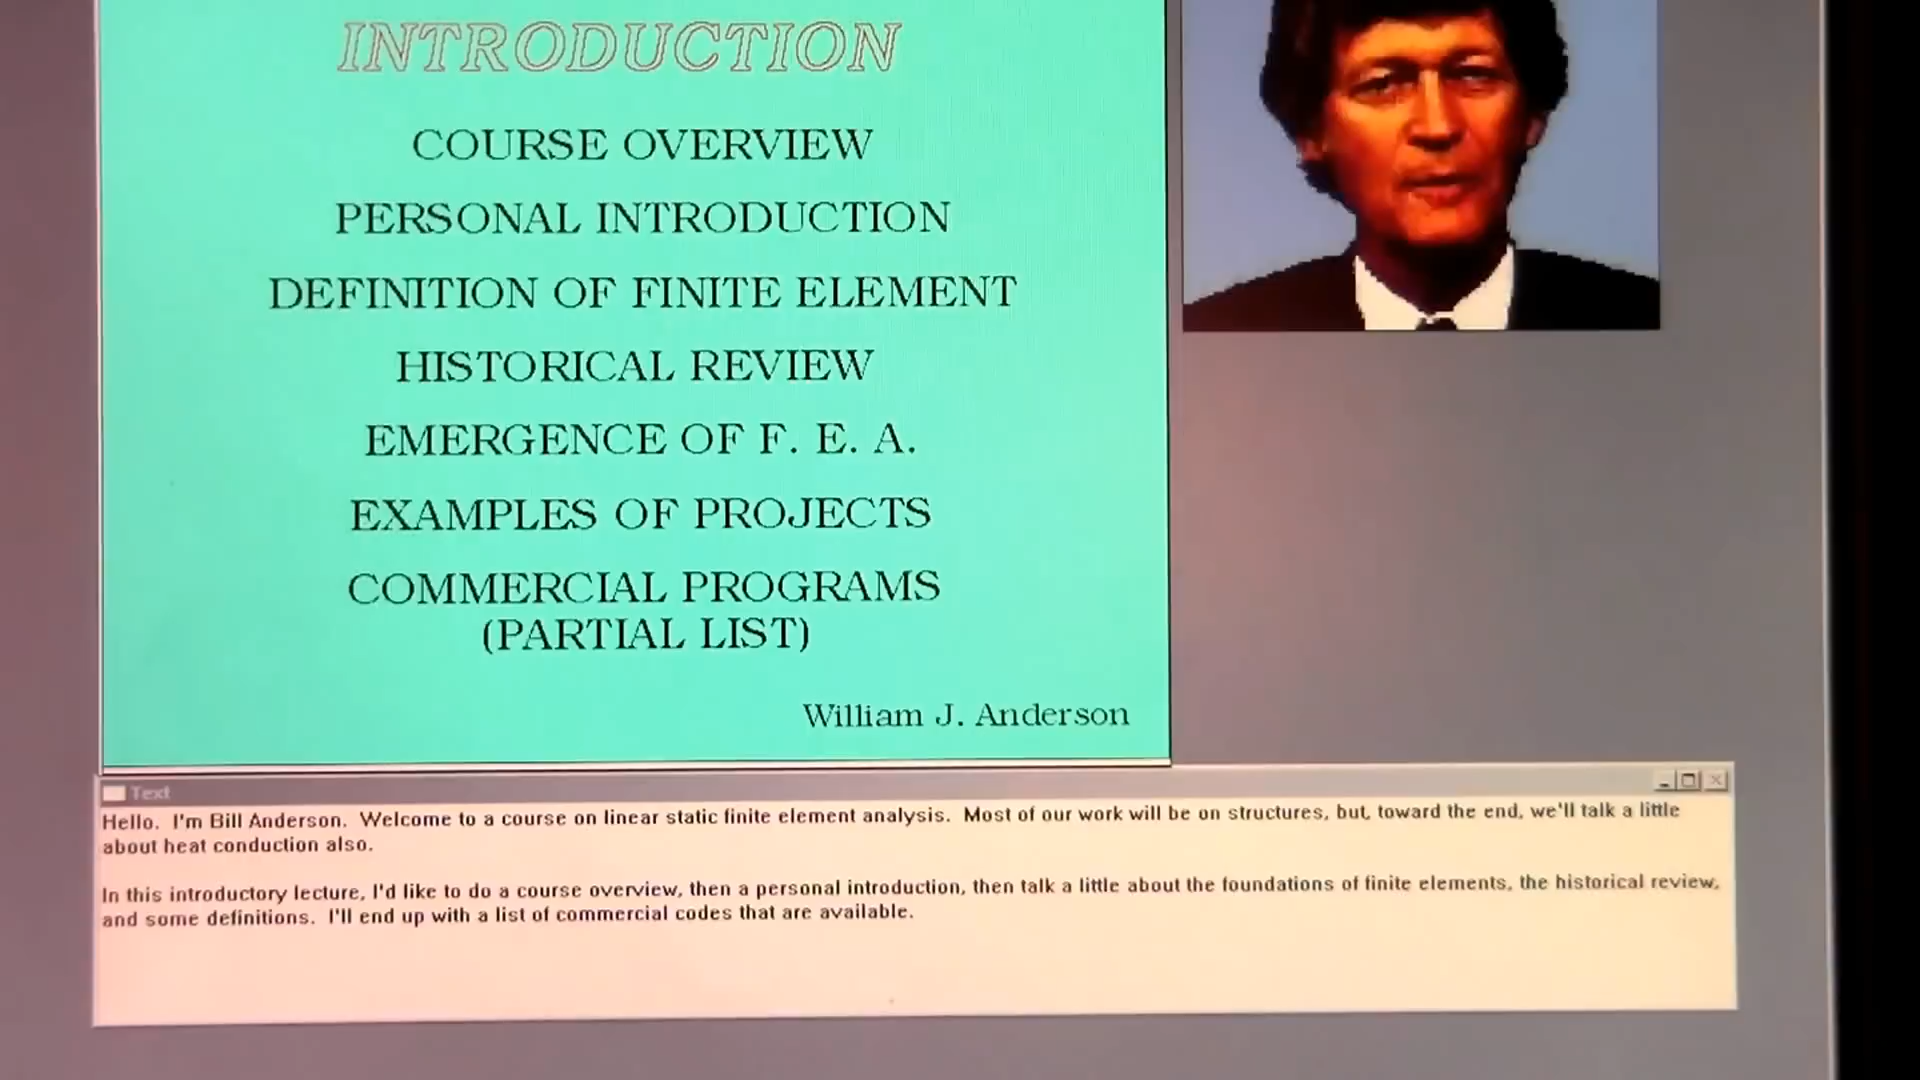 INTRODUCTION
COURSE OVERVIEW
PERSONAL INTRODUCTION
DEFINITION OF FINITE ELEMENT
HISTORICAL REVIEW
EMERGENCE OF F. E. A.
EXAMPLES OF PROJECTS
COMMERCIAL PROGRAMS
(PARTIAL LIST)
William J. Anderson
Text
Hello. I'm Bill Anderson. Welcome to a course on linear static finite element analysis. Most of our work will be on structures, but, toward the end, we'll talk a little
about heat conduction also.
In this introductory lecture, I'd like to do a course overview, then a personal introduction, then talk a little about the foundations of finite elements, the historical review,
and some definitions. I'll end up with a list of commercial codes that are available.